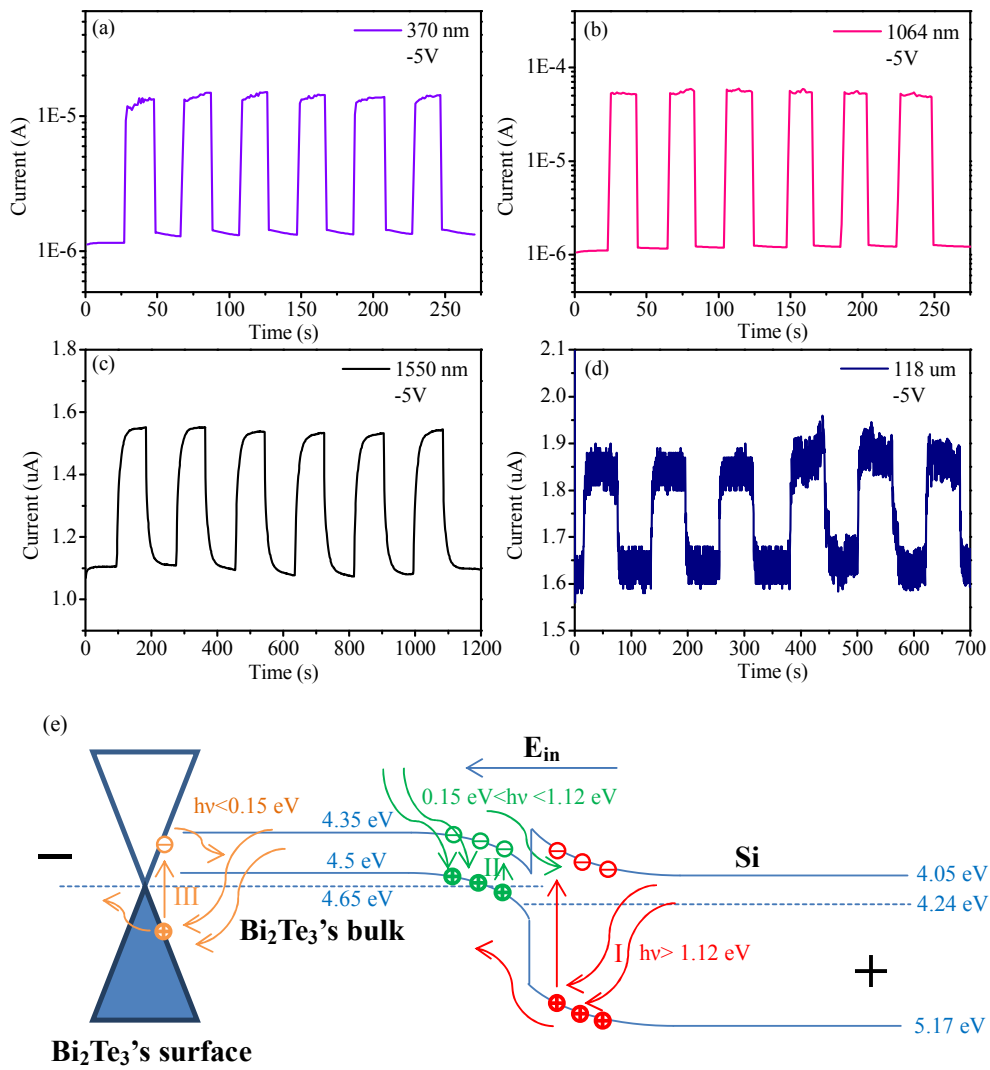 (a)
370 nm
-5V
1E-5
1E-6
Current (A)
0 50 100 150 200 250
Time (s)
(b)
1064 nm
-5V
1E-4
1E-5
1E-6
Current (A)
0 50 100 150 200 250
Time (s)
(c)
1550 nm
-5V
1.8
1.6
1.4
1.2
1.0
Current (uA)
0 200 400 600 800 1000 1200
Time (s)
(d)
118 um
-5V
2.1
2.0
1.9
1.8
1.7
1.6
1.5
Current (uA)
0 100 200 300 400 500 600 700
Time (s)
(e)
E_in
hν<0.15 eV
0.15 eV<hν <1.12 eV
4.35 eV
4.5 eV
4.65 eV
II
III
Si
4.05 eV
4.24 eV
Bi₂Te₃'s bulk
I
hν> 1.12 eV
−
+
5.17 eV
Bi₂Te₃'s surface